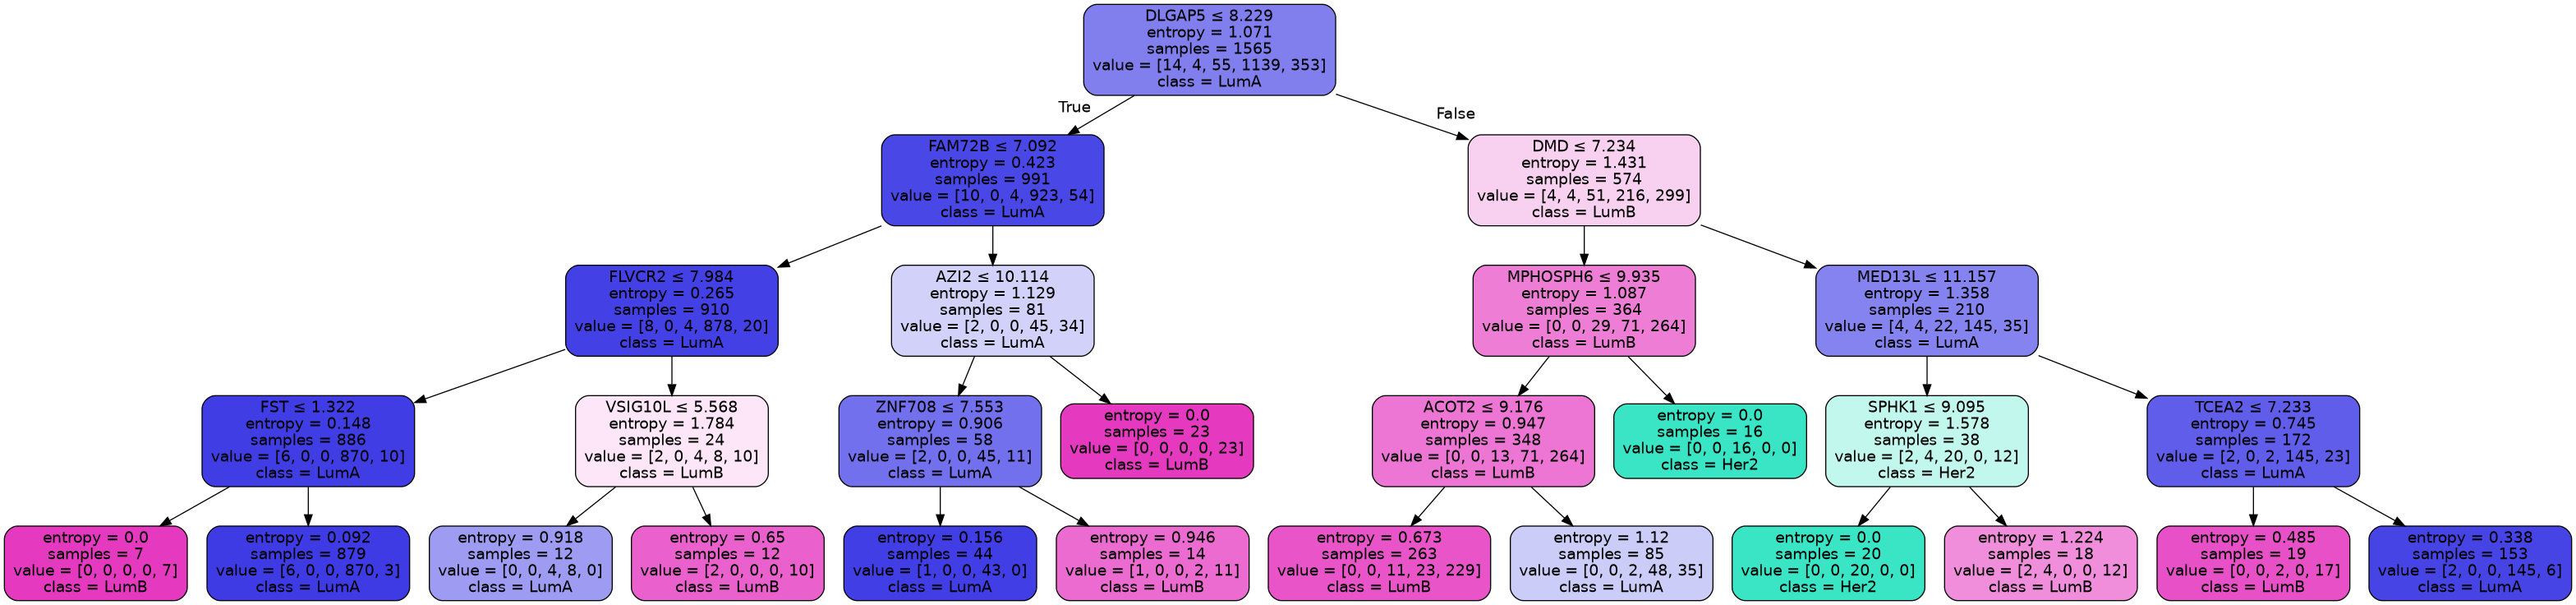 DLGAP5 ≤ 8.229
entropy = 1.071
samples = 1565
value = [14, 4, 55, 1139, 353]
class = LumA
True
False
FAM72B ≤ 7.092
entropy = 0.423
samples = 991
value = [10, 0, 4, 923, 54]
class = LumA
DMD ≤ 7.234
entropy = 1.431
samples = 574
value = [4, 4, 51, 216, 299]
class = LumB
FLVCR2 ≤ 7.984
entropy = 0.265
samples = 910
value = [8, 0, 4, 878, 20]
class = LumA
AZI2 ≤ 10.114
entropy = 1.129
samples = 81
value = [2, 0, 0, 45, 34]
class = LumA
MPHOSPH6 ≤ 9.935
entropy = 1.087
samples = 364
value = [0, 0, 29, 71, 264]
class = LumB
MED13L ≤ 11.157
entropy = 1.358
samples = 210
value = [4, 4, 22, 145, 35]
class = LumA
FST ≤ 1.322
entropy = 0.148
samples = 886
value = [6, 0, 0, 870, 10]
class = LumA
VSIG10L ≤ 5.568
entropy = 1.784
samples = 24
value = [2, 0, 4, 8, 10]
class = LumB
ZNF708 ≤ 7.553
entropy = 0.906
samples = 58
value = [2, 0, 0, 45, 11]
class = LumA
entropy = 0.0
samples = 23
value = [0, 0, 0, 0, 23]
class = LumB
ACOT2 ≤ 9.176
entropy = 0.947
samples = 348
value = [0, 0, 13, 71, 264]
class = LumB
entropy = 0.0
samples = 16
value = [0, 0, 16, 0, 0]
class = Her2
SPHK1 ≤ 9.095
entropy = 1.578
samples = 38
value = [2, 4, 20, 0, 12]
class = Her2
TCEA2 ≤ 7.233
entropy = 0.745
samples = 172
value = [2, 0, 2, 145, 23]
class = LumA
entropy = 0.0
samples = 7
value = [0, 0, 0, 0, 7]
class = LumB
entropy = 0.092
samples = 879
value = [6, 0, 0, 870, 3]
class = LumA
entropy = 0.918
samples = 12
value = [0, 0, 4, 8, 0]
class = LumA
entropy = 0.65
samples = 12
value = [2, 0, 0, 0, 10]
class = LumB
entropy = 0.156
samples = 44
value = [1, 0, 0, 43, 0]
class = LumA
entropy = 0.946
samples = 14
value = [1, 0, 0, 2, 11]
class = LumB
entropy = 0.673
samples = 263
value = [0, 0, 11, 23, 229]
class = LumB
entropy = 1.12
samples = 85
value = [0, 0, 2, 48, 35]
class = LumA
entropy = 0.0
samples = 20
value = [0, 0, 20, 0, 0]
class = Her2
entropy = 1.224
samples = 18
value = [2, 4, 0, 0, 12]
class = LumB
entropy = 0.485
samples = 19
value = [0, 0, 2, 0, 17]
class = LumB
entropy = 0.338
samples = 153
value = [2, 0, 0, 145, 6]
class = LumA